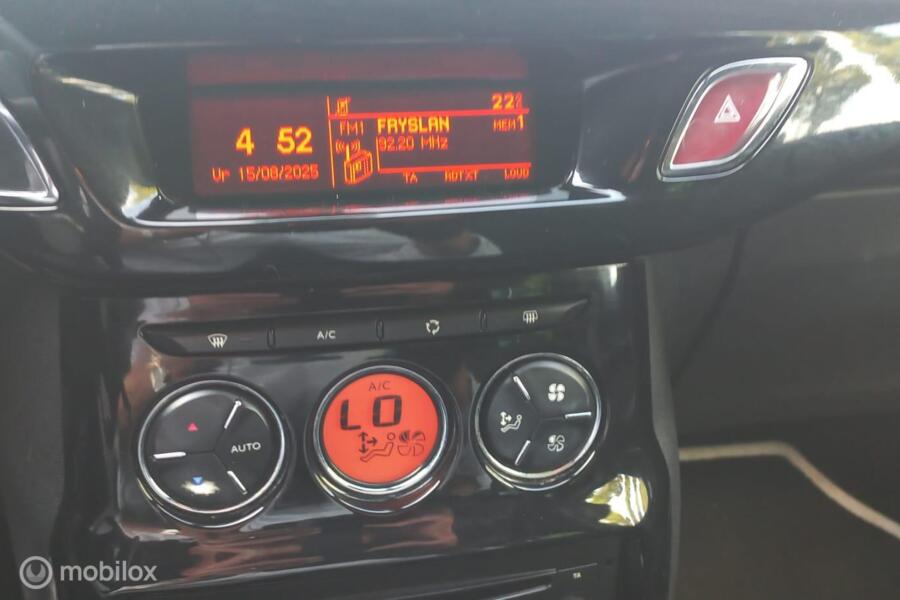 22°
4 52
FM1 FRYSLAN MEM1
92.20 MHz
Vr 15/08/2025
TA RDTXT LOUD
A/C
A/C
LO
AUTO
TA
mobilox